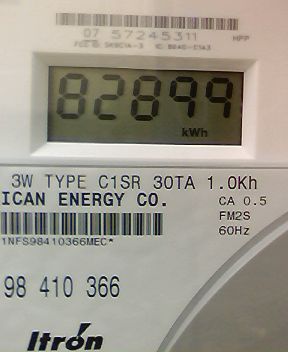 07 57245311 HPP
82899
kWh
3W TYPE C1SR 30TA 1.0Kh
ICAN ENERGY CO. CA 0.5
FM2S
1NFS98410366MEC* 60Hz
98 410 366
Itron